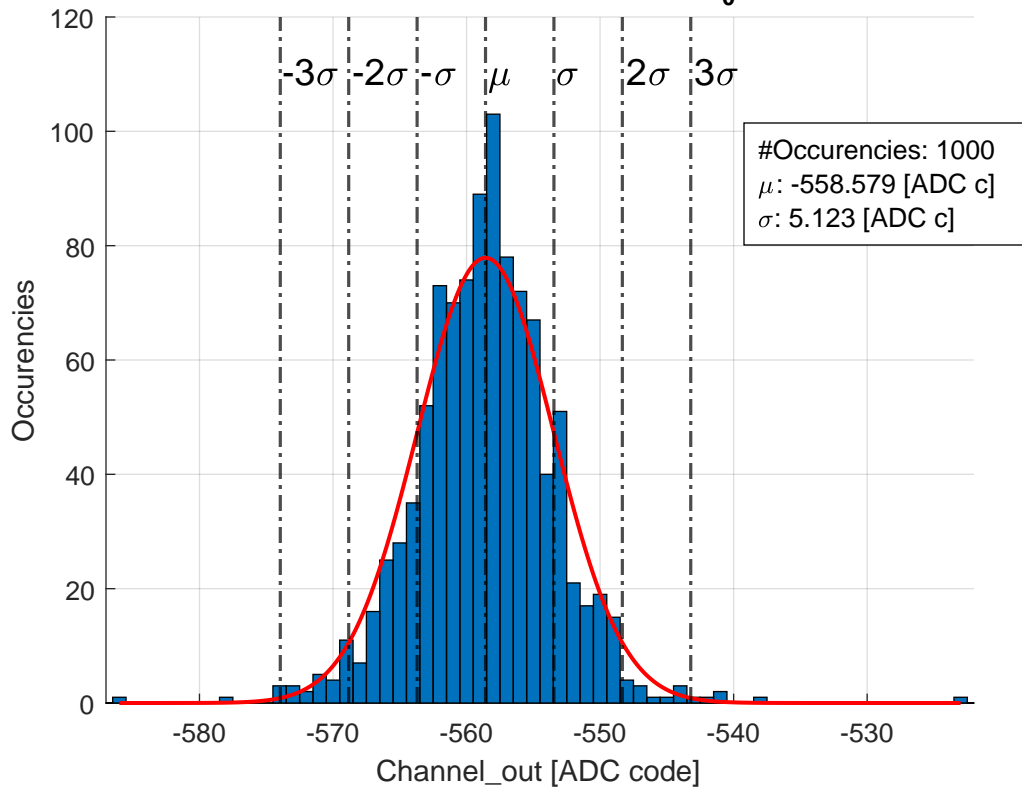 120
-3σ -2σ -σ μ σ 2σ 3σ
100
#Occurencies: 1000
μ: -558.579 [ADC c]
σ: 5.123 [ADC c]
80
60
40
20
0
Occurencies
-580 -570 -560 -550 -540 -530
Channel_out [ADC code]